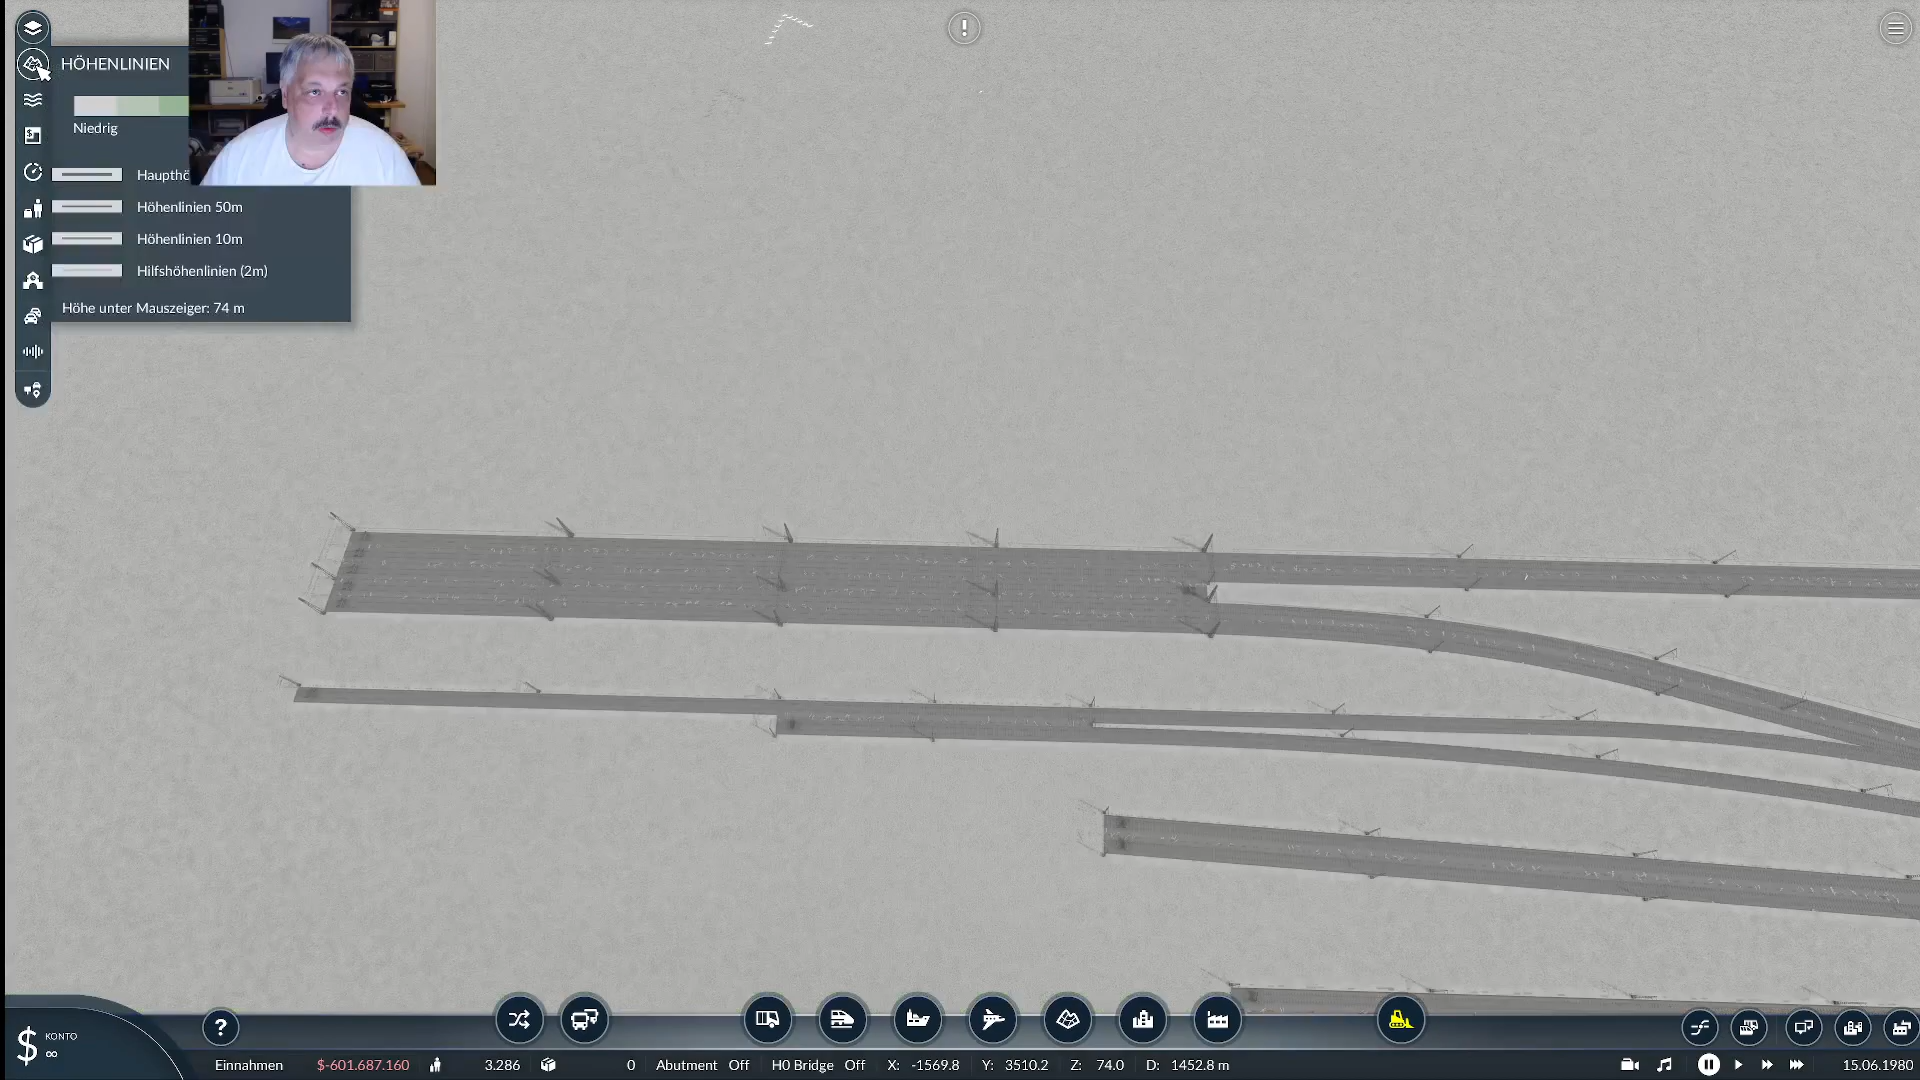 HÖHENLINIEN
Niedrig
Haupthö
Höhenlinien 50m
Höhenlinien 10m
Hilfshöhenlinien (2m)
Höhe unter Mauszeiger: 74 m
KONTO
∞
Einnahmen $-601.687.160 3.286 0 Abutment Off H0 Bridge Off X: -1569.8 Y: 3510.2 Z: 74.0 D: 1452.8 m 15.06.1980